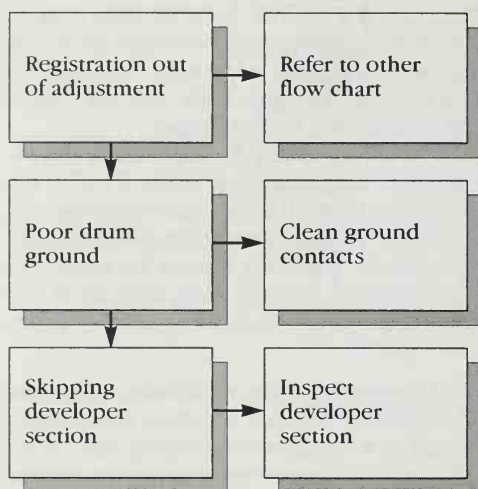 Registration out
of adjustment
Refer to other
flow chart
Poor drum
ground
Clean ground
contacts
Skipping
developer
section
Inspect
developer
section